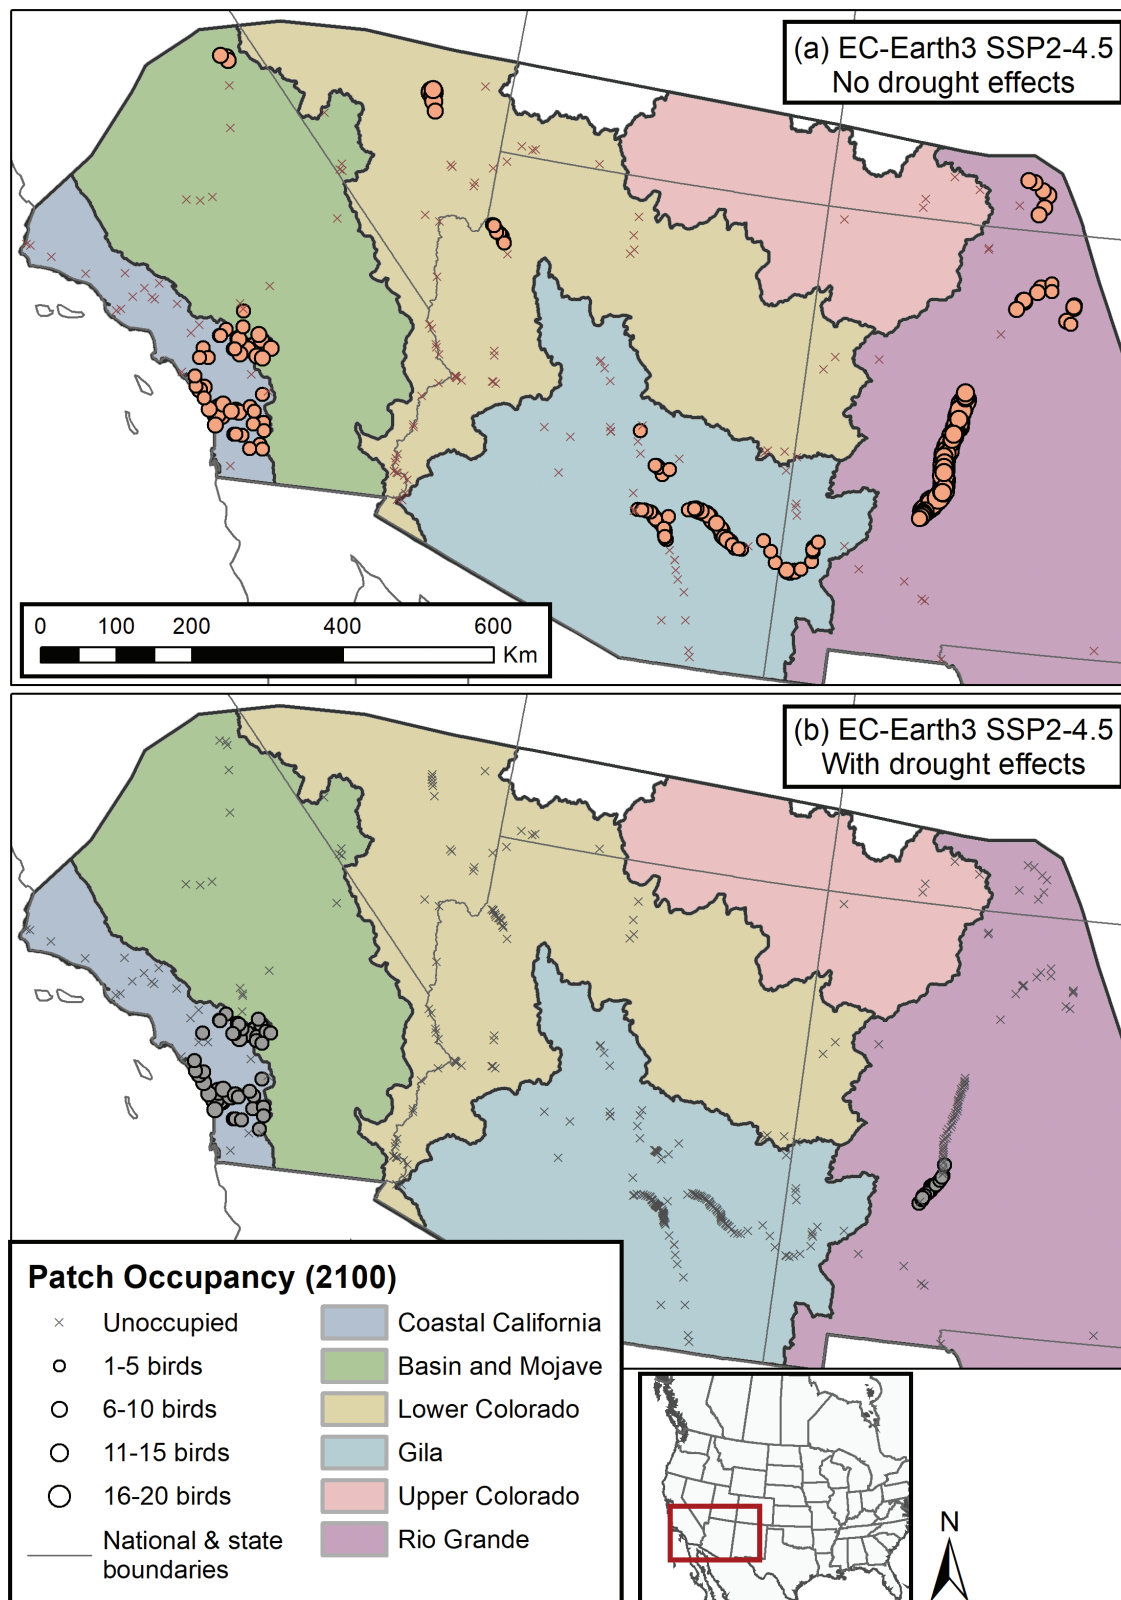 (a) EC-Earth3 SSP2-4.5
No drought effects
0 100 200 400 600
Km
(b) EC-Earth3 SSP2-4.5
With drought effects
Patch Occupancy (2100)
Unoccupied
1-5 birds
6-10 birds
11-15 birds
16-20 birds
National & state
boundaries
Coastal California
Basin and Mojave
Lower Colorado
Gila
Upper Colorado
Rio Grande
N